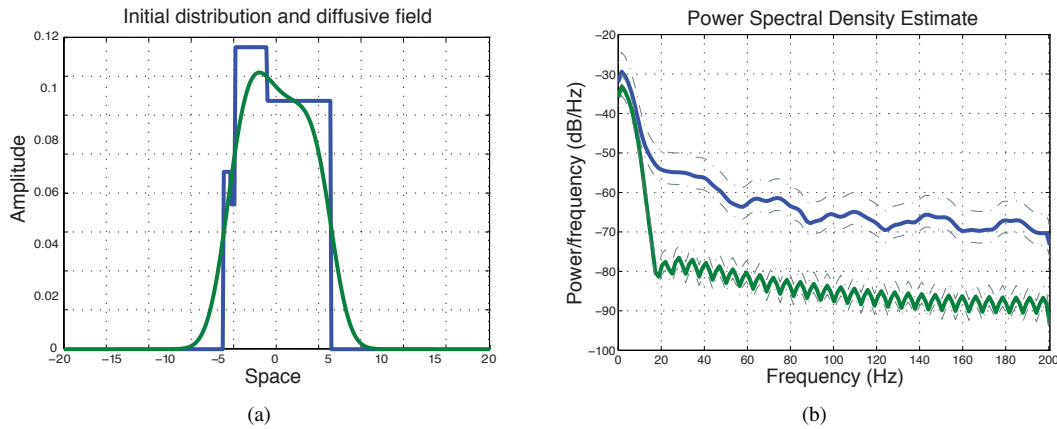 Initial distribution and diffusive field
0.12
0.1
0.08
0.06
0.04
0.02
0
Amplitude
−20 −15 −10 −5 0 5 10 15 20
Space
(a)
Power Spectral Density Estimate
−20
−30
−40
−50
−60
−70
−80
−90
−100
Power/frequency (dB/Hz)
0 20 40 60 80 100 120 140 160 180 200
Frequency (Hz)
(b)